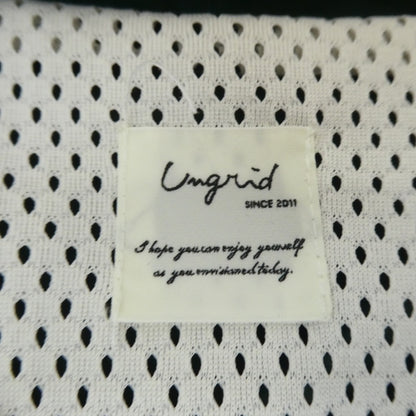 Ungrid
SINCE 2011
I hope you can enjoy yourself
as you envisioned today.